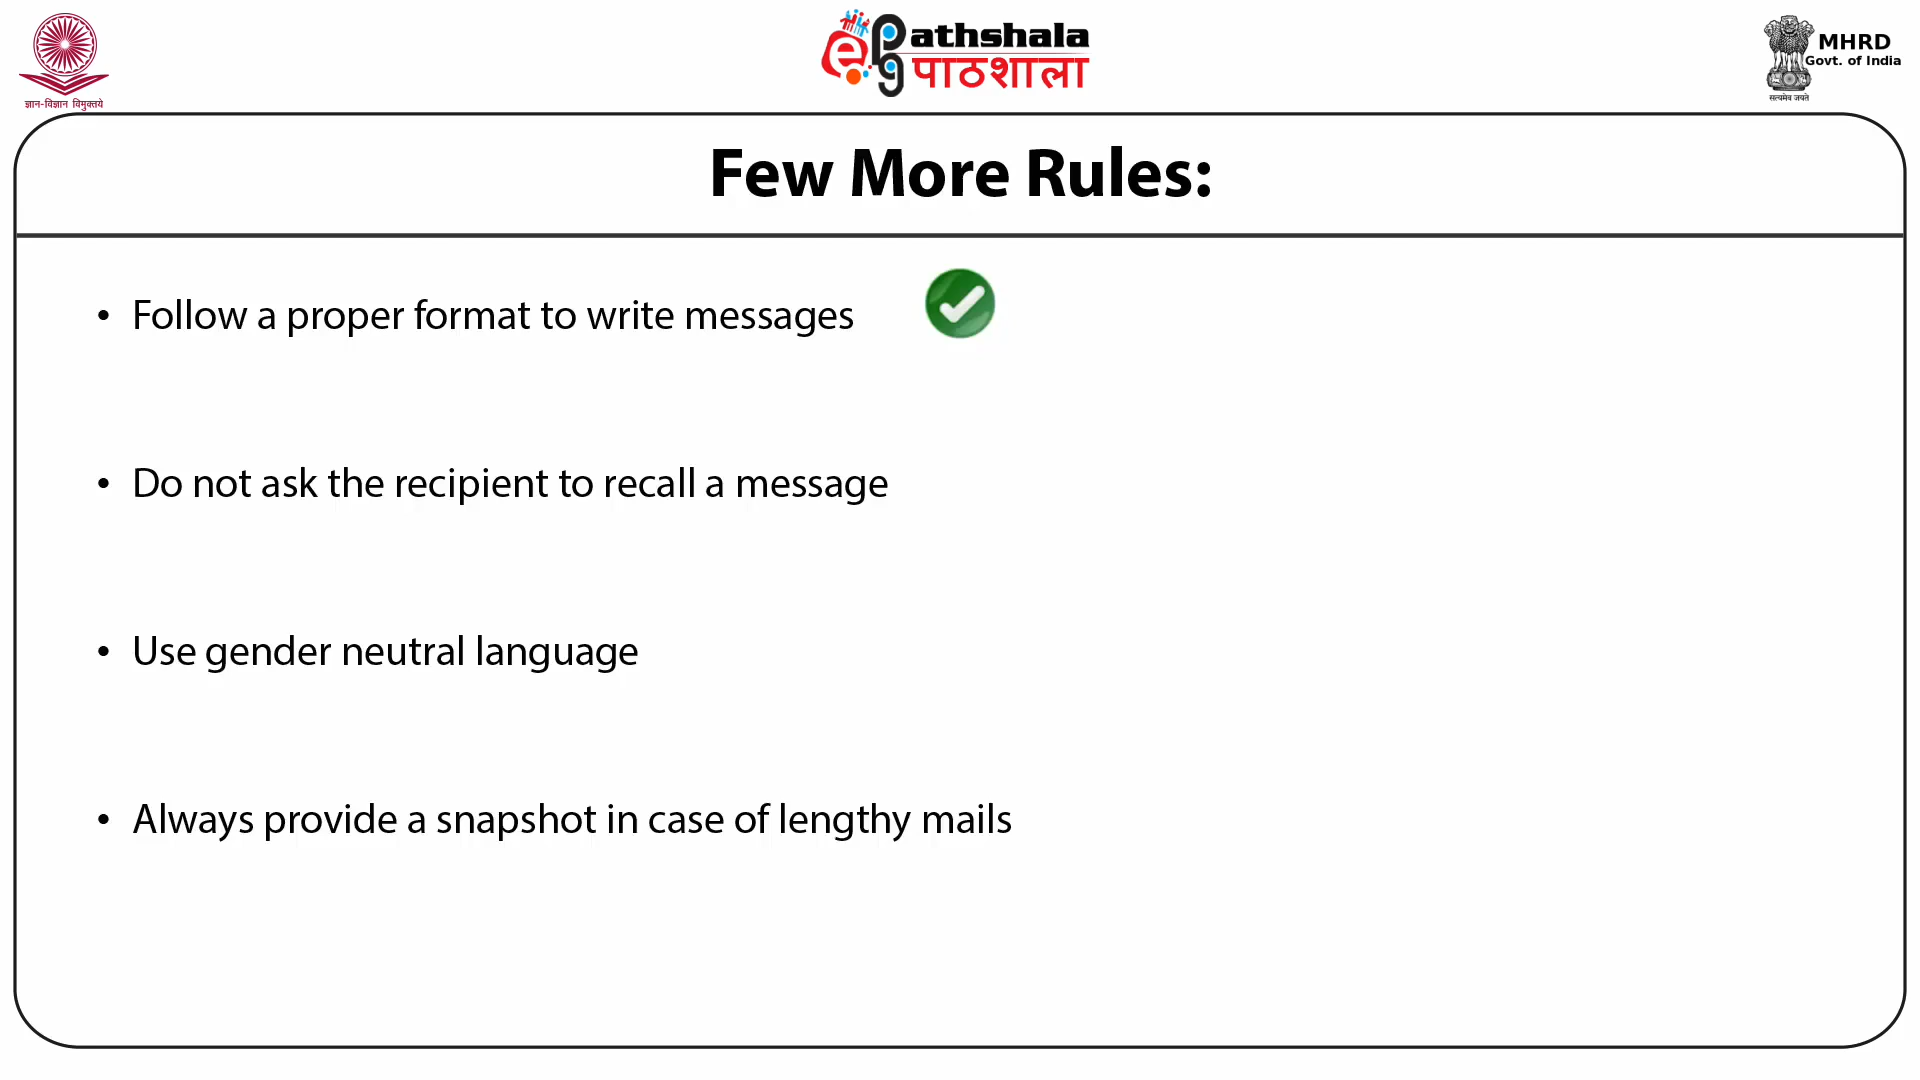 ज्ञान-विज्ञान विमुक्तये
ePathshala
पाठशाला
MHRD
Govt. of India
सत्यमेव जयते
Few More Rules:
• Follow a proper format to write messages
• Do not ask the recipient to recall a message
• Use gender neutral language
• Always provide a snapshot in case of lengthy mails